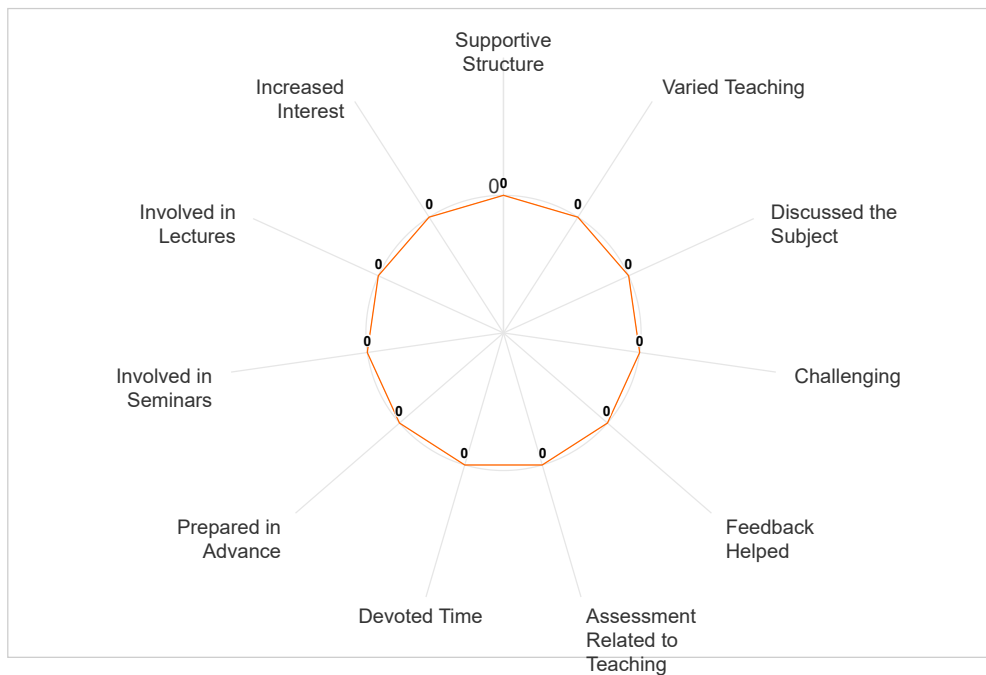 Supportive
Structure
Increased
Interest
Varied Teaching
0
0
0
0
Involved in
Lectures
Discussed the
Subject
0
0
0
0
Involved in
Seminars
Challenging
0
0
0
0
Prepared in
Advance
Feedback
Helped
Devoted Time
Assessment
Related to
Teaching